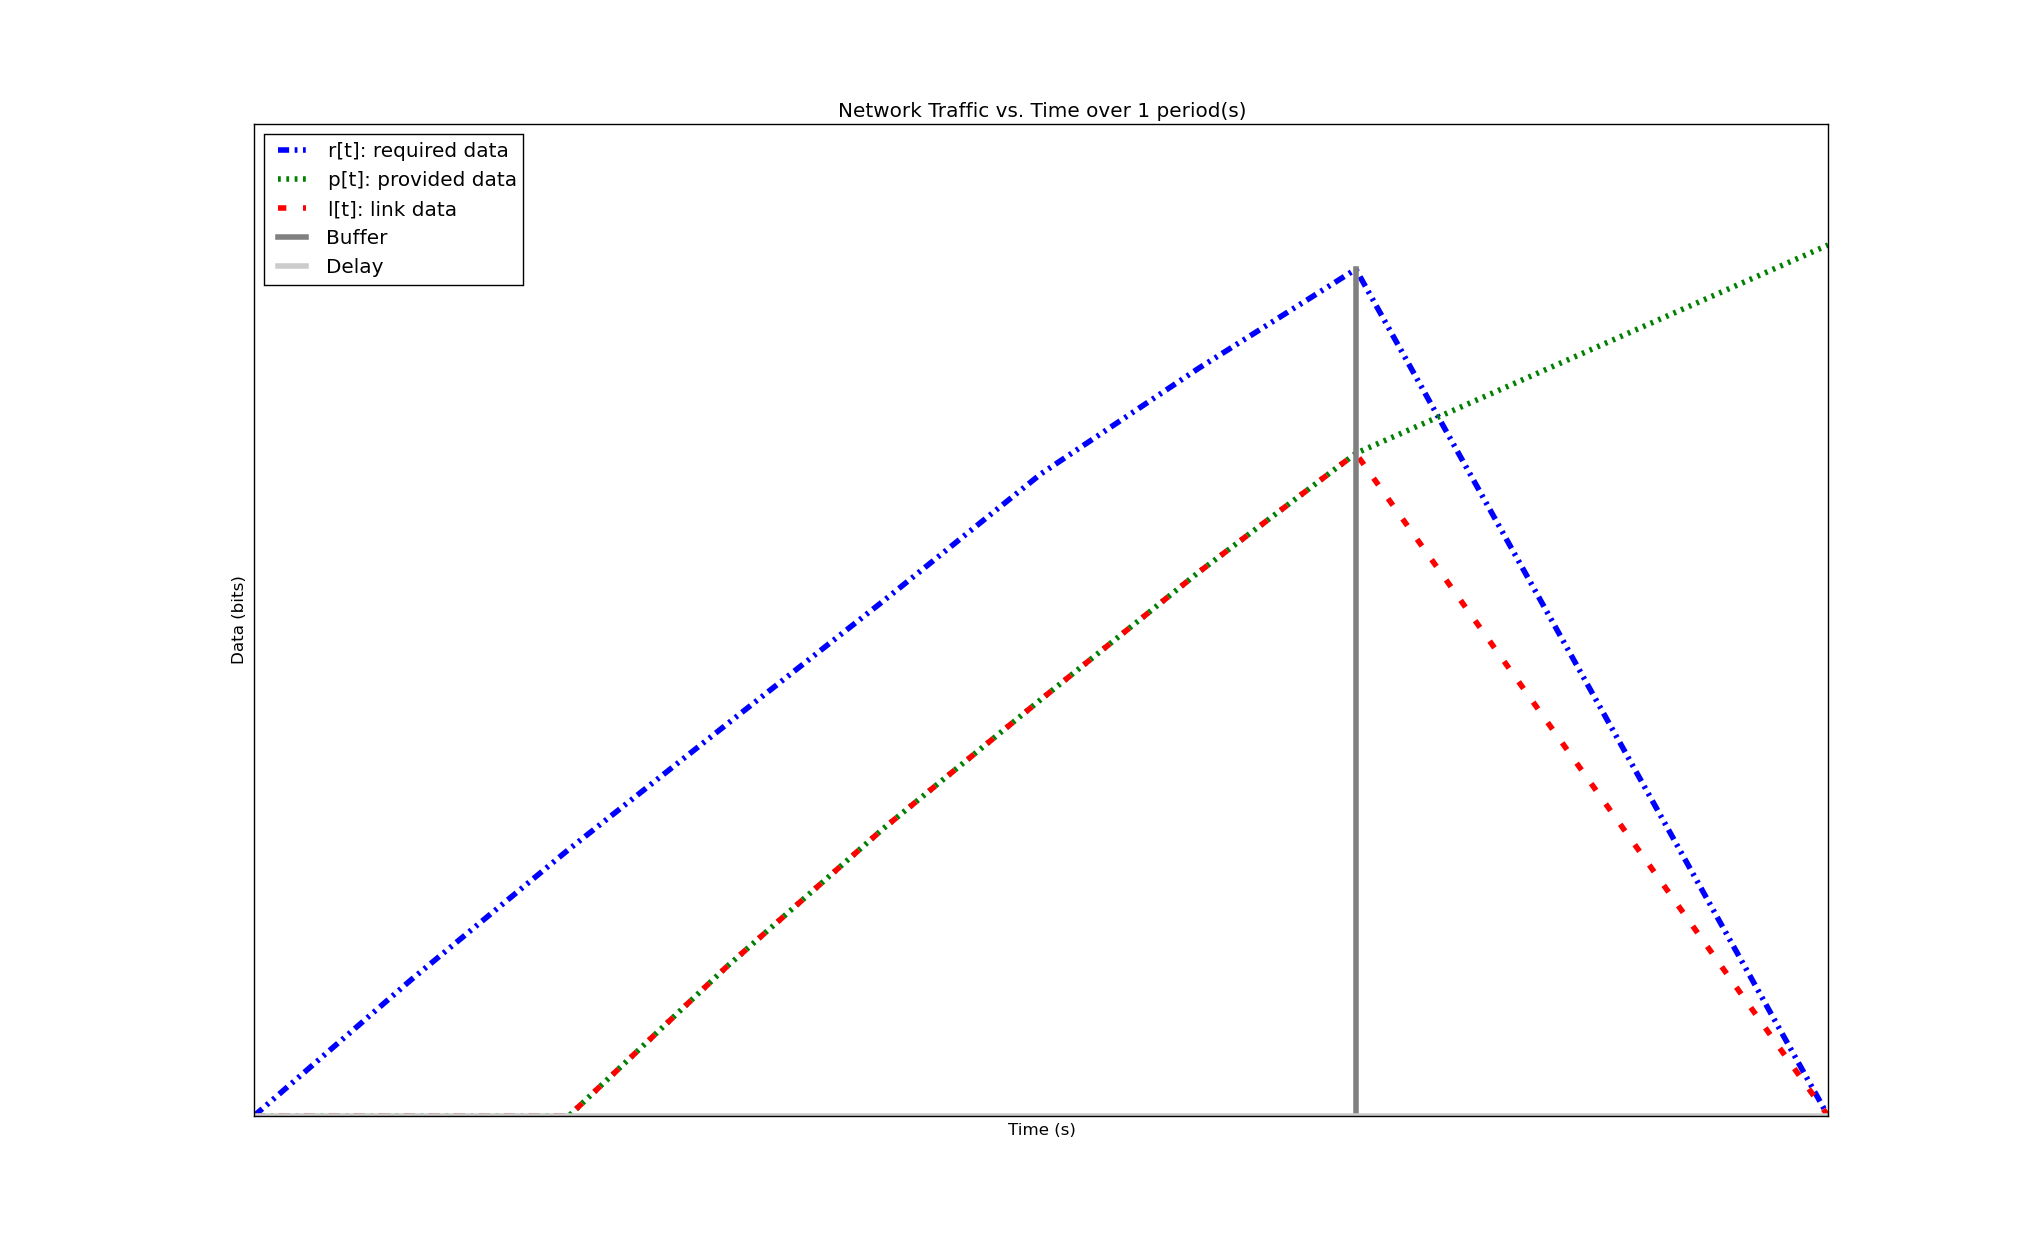 Network Traffic vs. Time over 1 period(s)
r[t]: required data
p[t]: provided data
l[t]: link data
Buffer
Delay
Data (bits)
Time (s)